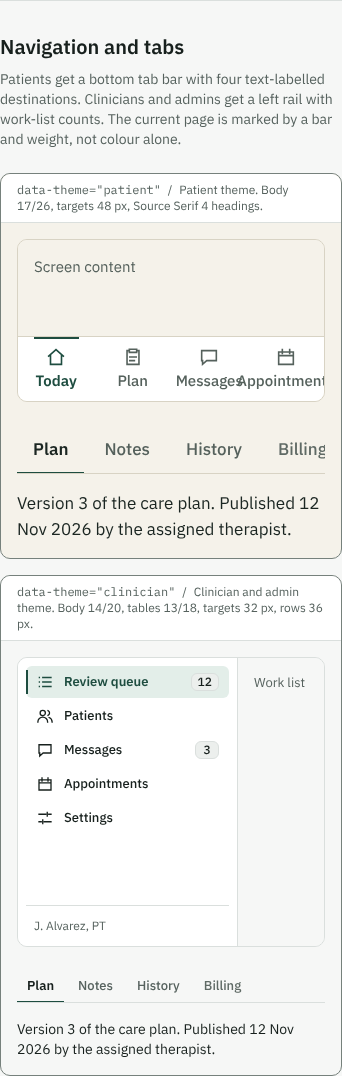 Navigation and tabs
Patients get a bottom tab bar with four text-labelled
destinations. Clinicians and admins get a left rail with
work-list counts. The current page is marked by a bar
and weight, not colour alone.
data-theme="patient" / Patient theme. Body
17/26, targets 48 px, Source Serif 4 headings.
Screen content
Today Plan Messages Appointment
Plan Notes History Billing
Version 3 of the care plan. Published 12
Nov 2026 by the assigned therapist.
data-theme="clinician" / Clinician and admin
theme. Body 14/20, tables 13/18, targets 32 px, rows 36
px.
Review queue 12
Work list
Patients
Messages 3
Appointments
Settings
J. Alvarez, PT
Plan Notes History Billing
Version 3 of the care plan. Published 12 Nov
2026 by the assigned therapist.